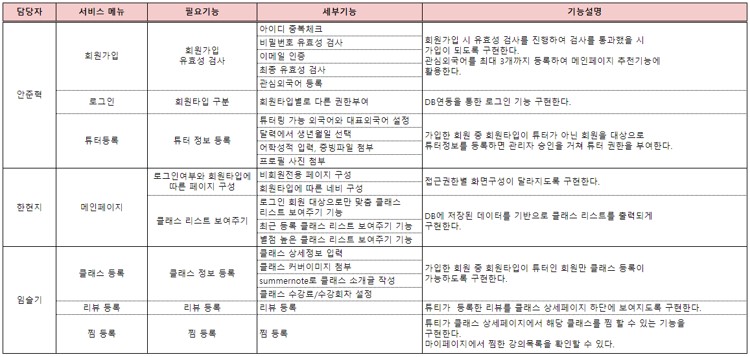 담당자 서비스 메뉴 필요기능 세부기능 기능설명
안준혁
회원가입
회원가입
유효성 검사
아이디 중복체크
비밀번호 유효성 검사
이메일 인증
최종 유효성 검사
관심외국어 등록
회원가입 시 유효성 검사를 진행하여 검사를 통과했을 시
가입이 되도록 구현한다.
관심외국어를 최대 3개까지 등록하여 메인페이지 추천기능에
활용한다.
로그인 회원타입 구분 회원타입별로 다른 권한부여 DB연동을 통한 로그인 기능 구현한다.
튜터등록
튜터 정보 등록
튜터링 가능 외국어와 대표외국어 설정
달력에서 생년월일 선택
어학성적 입력, 증빙파일 첨부
프로필 사진 첨부
가입한 회원 중 회원타입이 튜터가 아닌 회원을 대상으로
튜터정보를 등록하면 관리자 승인을 거쳐 튜터 권한을 부여한다.
한현지
메인페이지
로그인여부와 회원타입에
따른 페이지 구성
비회원전용 페이지 구성
회원타입에 따른 네비 구성
접근권한별 화면구성이 달라지도록 구현한다.
클래스 리스트 보여주기
로그인 회원 대상으로만 맞춤 클래스
리스트 보여주기 기능
최근 등록 클래스 리스트 보여주기 기능
별점 높은 클래스 리스트 보여주기 기능
DB에 저장된 데이터를 기반으로 클래스 리스트를 출력되게
구현한다.
임슬기
클래스 등록
클래스 정보 등록
클래스 상세정보 입력
클래스 커버이미지 첨부
summernote로 클래스 소개글 작성
클래스 수강료/수강회차 설정
가입한 회원 중 회원타입이 튜터인 회원만 클래스 등록이
가능하도록 구현한다.
리뷰 등록 리뷰 등록 리뷰 등록 튜티가 등록한 리뷰를 클래스 상세페이지 하단에 보여지도록 구현한다.
찜 등록 찜 등록 찜 등록
튜티가 클래스 상세페이지에서 해당 클래스를 찜 할 수 있는 기능을
구현한다.
마이페이지에서 찜한 강의목록을 확인할 수 있다.